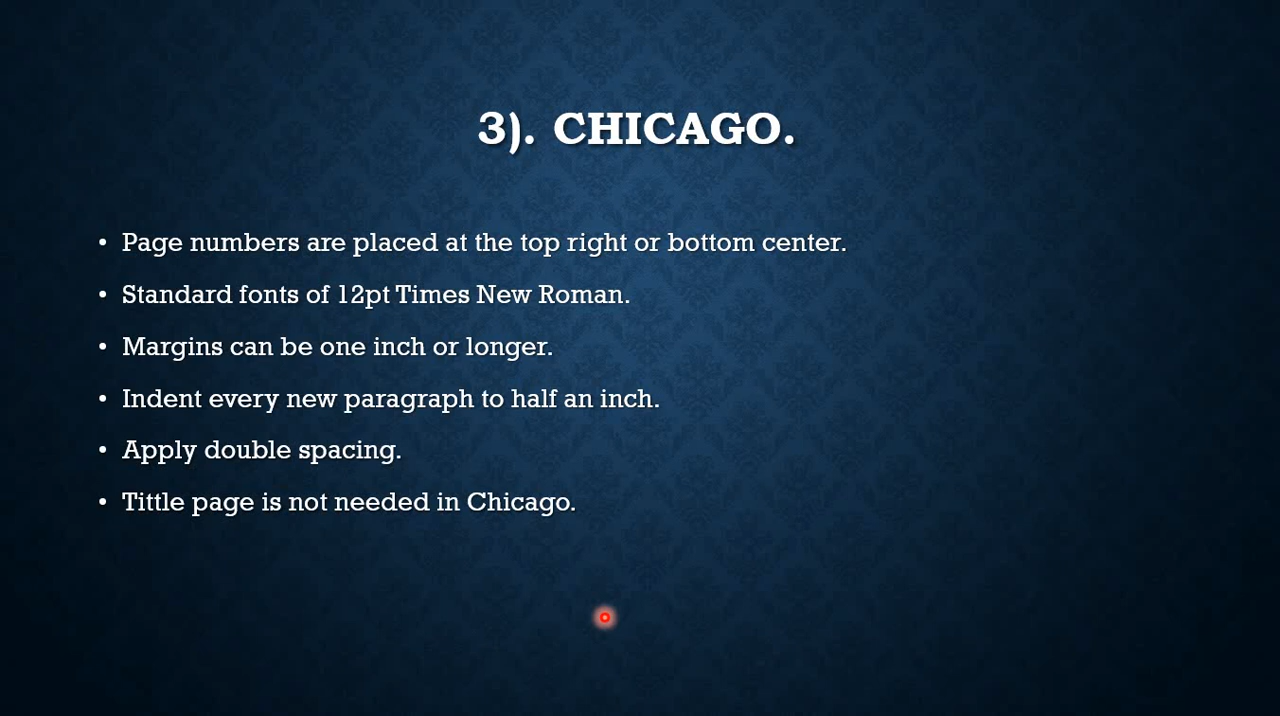 3). CHICAGO.
• Page numbers are placed at the top right or bottom center.
• Standard fonts of 12pt Times New Roman.
• Margins can be one inch or longer.
• Indent every new paragraph to half an inch.
• Apply double spacing.
• Tittle page is not needed in Chicago.